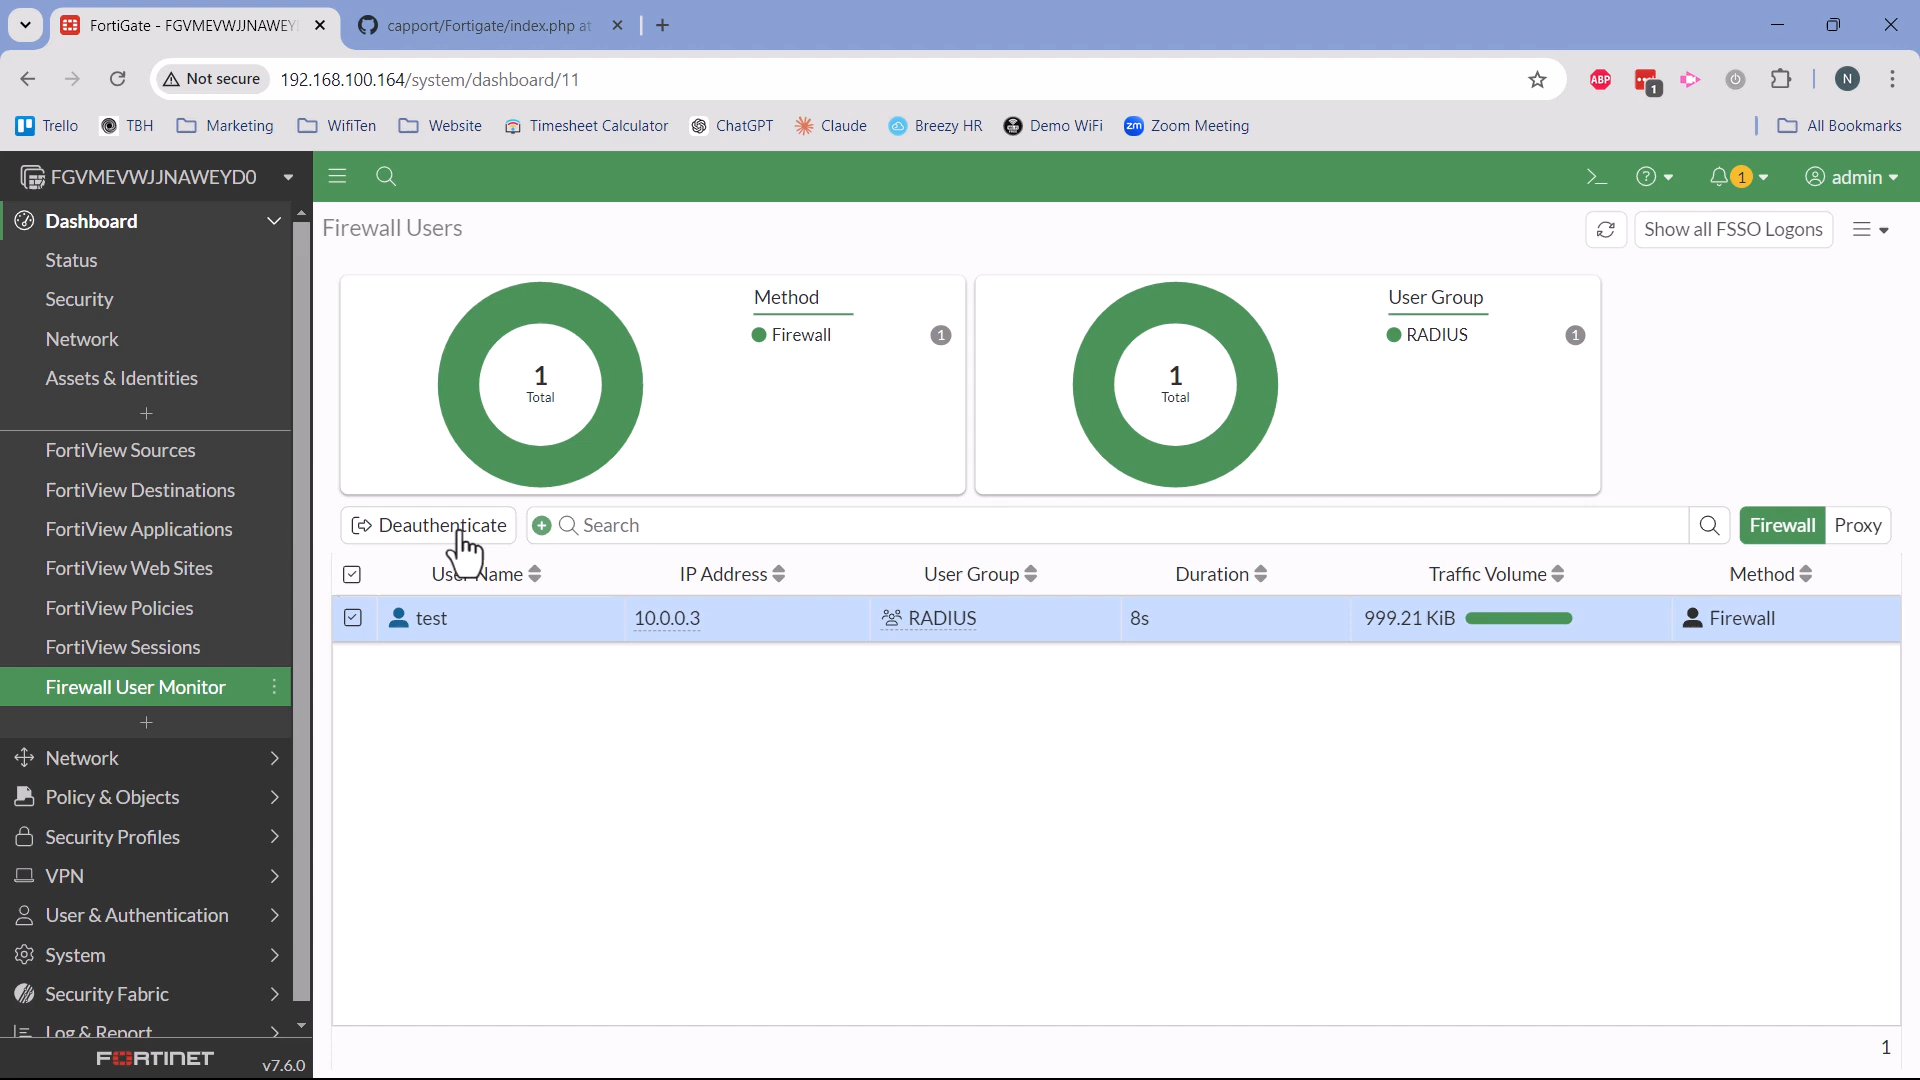 FortiGate - FGVMEVWJJNAWEY
capport/Fortigate/index.php at
Not secure
192.168.100.164/system/dashboard/11
ABP
1
N
Trello
TBH
Marketing
WifiTen
Website
Timesheet Calculator
ChatGPT
Claude
Breezy HR
Demo WiFi
zm Zoom Meeting
All Bookmarks
FGVMEVWJJNAWEYD0
1
admin
Dashboard
Status
Security
Network
Assets & Identities
FortiView Sources
FortiView Destinations
FortiView Applications
FortiView Web Sites
FortiView Policies
FortiView Sessions
Firewall User Monitor
Network
Policy & Objects
Security Profiles
VPN
User & Authentication
System
Security Fabric
Log & Report
FORTINET
v7.6.0
Firewall Users
Show all FSSO Logons
1
Total
Method
Firewall 1
1
Total
User Group
RADIUS 1
Deauthenticate
Search
Firewall Proxy
User Name IP Address User Group Duration Traffic Volume Method
test 10.0.0.3 RADIUS 8s 999.21 KiB Firewall
1